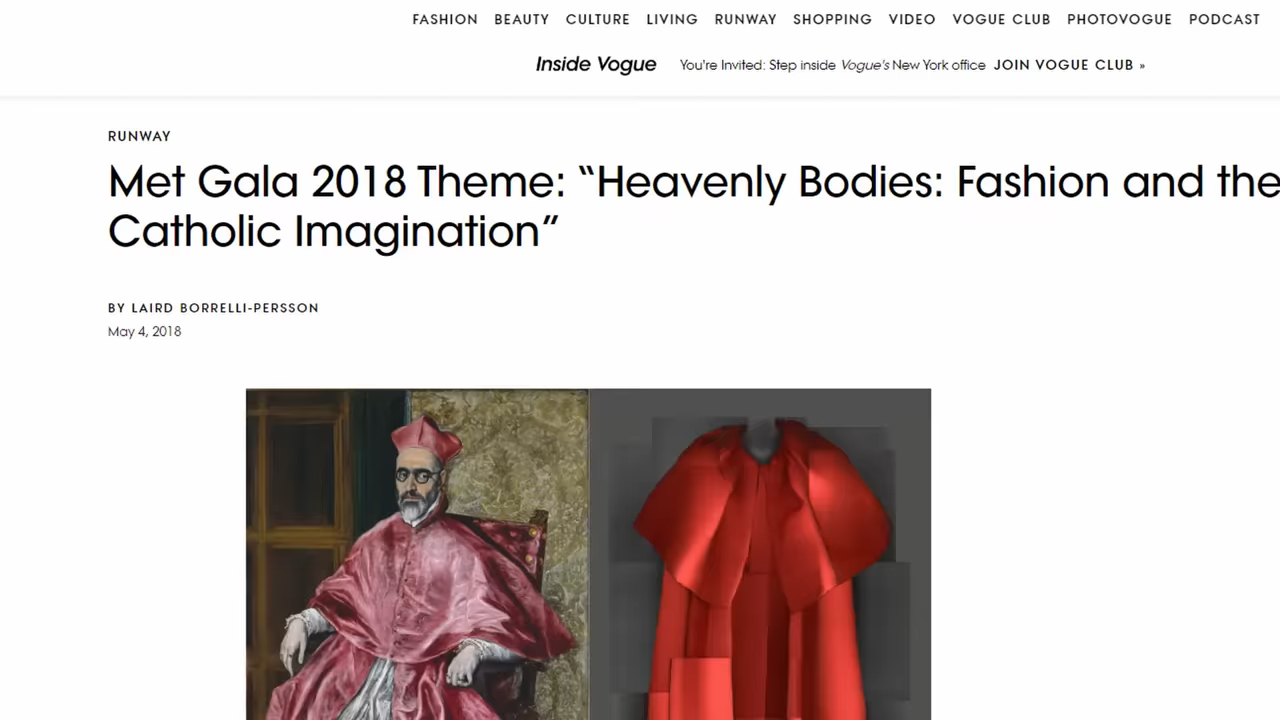 FASHION BEAUTY CULTURE LIVING RUNWAY SHOPPING VIDEO VOGUE CLUB PHOTOVOGUE PODCAST
Inside Vogue You're Invited: Step inside Vogue's New York office JOIN VOGUE CLUB »
RUNWAY
Met Gala 2018 Theme: “Heavenly Bodies: Fashion and the
Catholic Imagination”
BY LAIRD BORRELLI-PERSSON
May 4, 2018